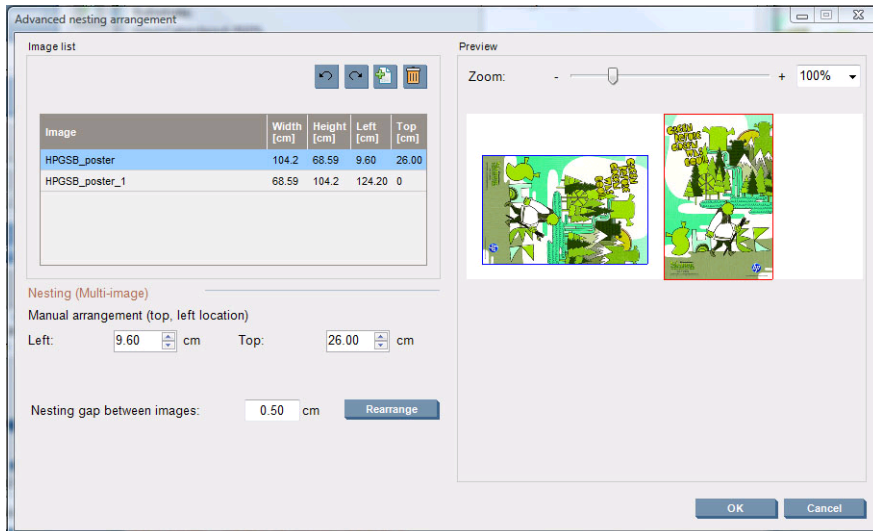 Advanced nesting arrangement
Image list
Image Width [cm] Height [cm] Left [cm] Top [cm]
HPGSB_poster 104.2 68.59 9.60 26.00
HPGSB_poster_1 68.59 104.2 124.20 0
Nesting (Multi-image)
Manual arrangement (top, left location)
Left: 9.60 cm Top: 26.00 cm
Nesting gap between images: 0.50 cm Rearrange
Preview
Zoom: - + 100%
OK Cancel